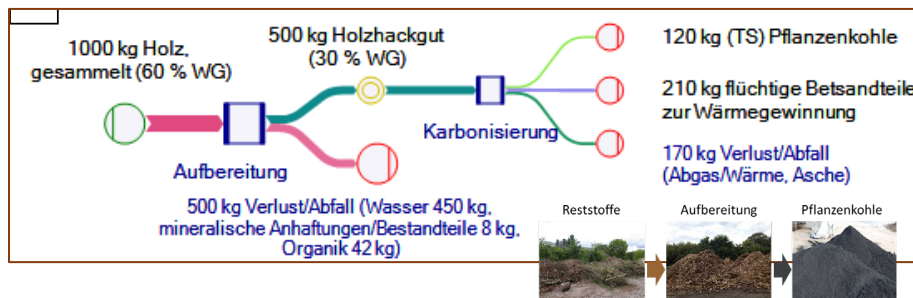 1000 kg Holz,
gesammelt (60 % WG)
500 kg Holzhackgut
(30 % WG)
120 kg (TS) Pflanzenkohle
210 kg flüchtige Betsandteile
zur Wärmegewinnung
Karbonisierung
Aufbereitung
170 kg Verlust/Abfall
(Abgas/Wärme, Asche)
500 kg Verlust/Abfall (Wasser 450 kg,
mineralische Anhaftungen/Bestandteile 8 kg,
Organik 42 kg)
Reststoffe
Aufbereitung
Pflanzenkohle